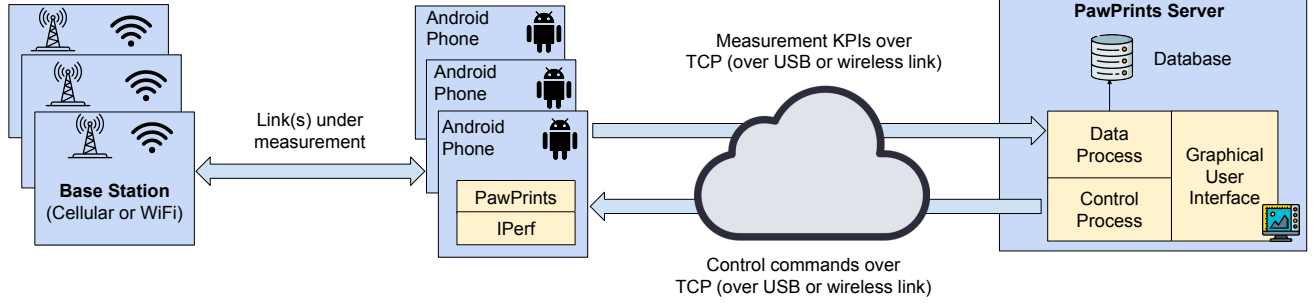 Base Station
(Cellular or WiFi)
Link(s) under
measurement
Android
Phone
Android
Phone
Android
Phone
PawPrints
IPerf
Measurement KPIs over
TCP (over USB or wireless link)
Control commands over
TCP (over USB or wireless link)
PawPrints Server
Database
Data
Process
Control
Process
Graphical
User
Interface